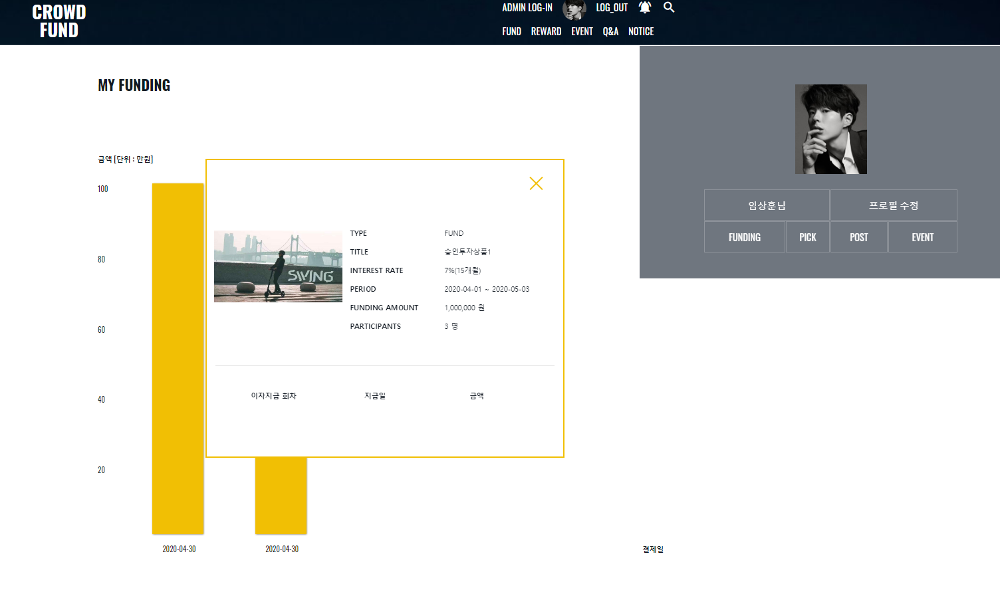 CROWD
FUND
ADMIN LOG-IN LOG_OUT
FUND REWARD EVENT Q&A NOTICE
MY FUNDING
임상훈님 프로필 수정
FUNDING PICK POST EVENT
금액 [단위 : 만원]
100
80
60
40
20
SWING
TYPE FUND
TITLE 승인투자상품1
INTEREST RATE 7%(15개월)
PERIOD 2020-04-01 ~ 2020-05-03
FUNDING AMOUNT 1,000,000 원
PARTICIPANTS 3 명
이자지급 회차 지급일 금액
2020-04-30 2020-04-30 결제일